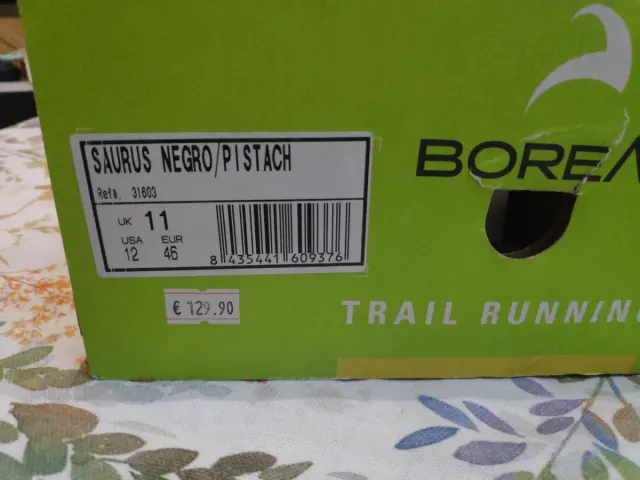 SAURUS NEGRO/PISTACH
Refª. 31603
UK 11
USA EUR
12 46
8 435441 609376
€ 129.90
BOREA
TRAIL RUNNIN